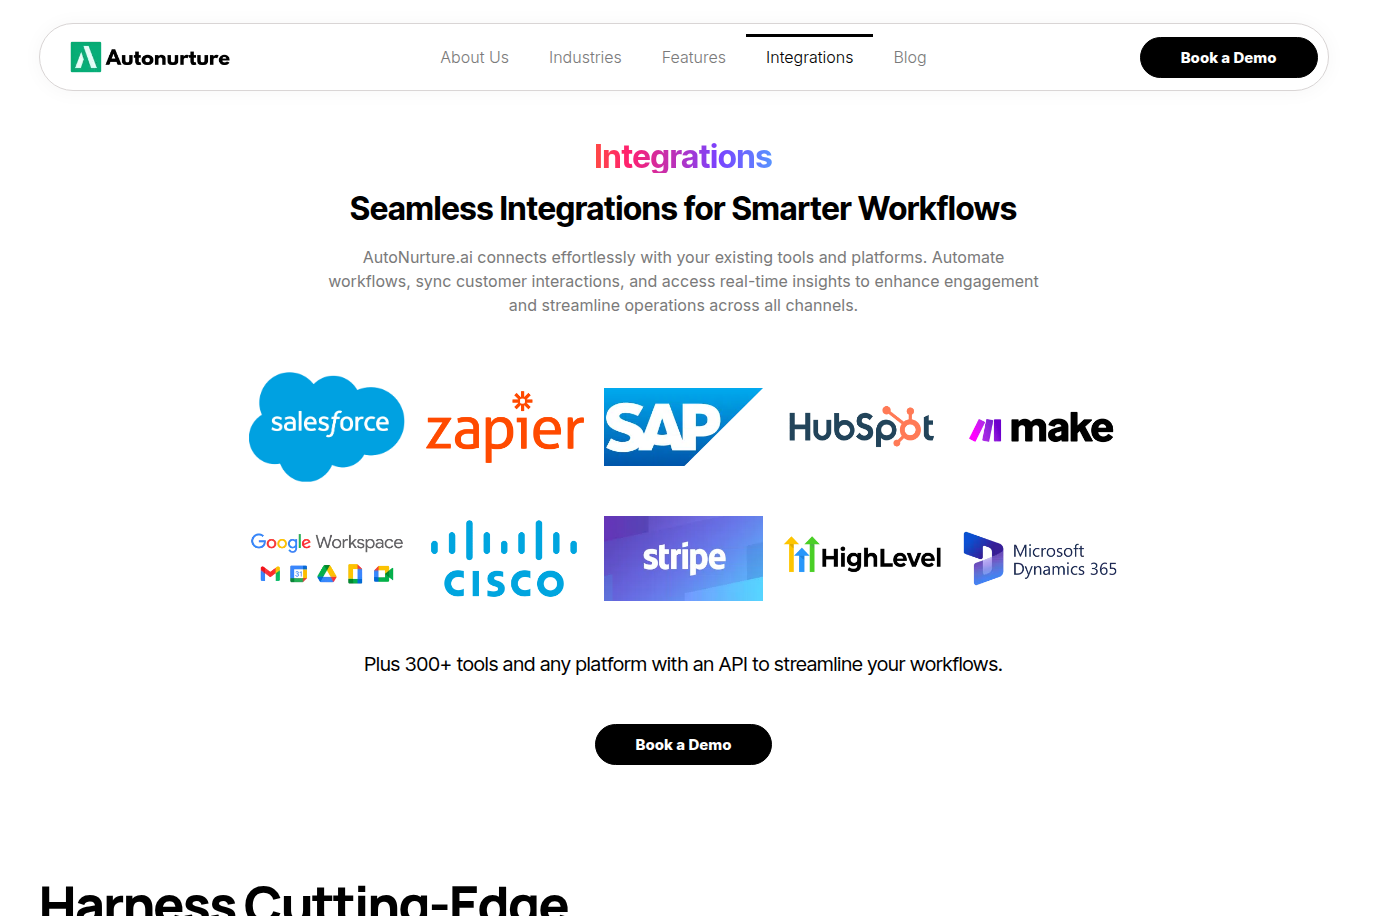 Autonurture
About Us
Industries
Features
Integrations
Blog
Book a Demo
Integrations
Seamless Integrations for Smarter Workflows
AutoNurture.ai connects effortlessly with your existing tools and platforms. Automate
workflows, sync customer interactions, and access real-time insights to enhance engagement
and streamline operations across all channels.
salesforce
zapier
SAP
HubSpot
make
Google Workspace
31
CISCO
stripe
HighLevel
Microsoft
Dynamics 365
Plus 300+ tools and any platform with an API to streamline your workflows.
Book a Demo
Harness Cutting-Edge